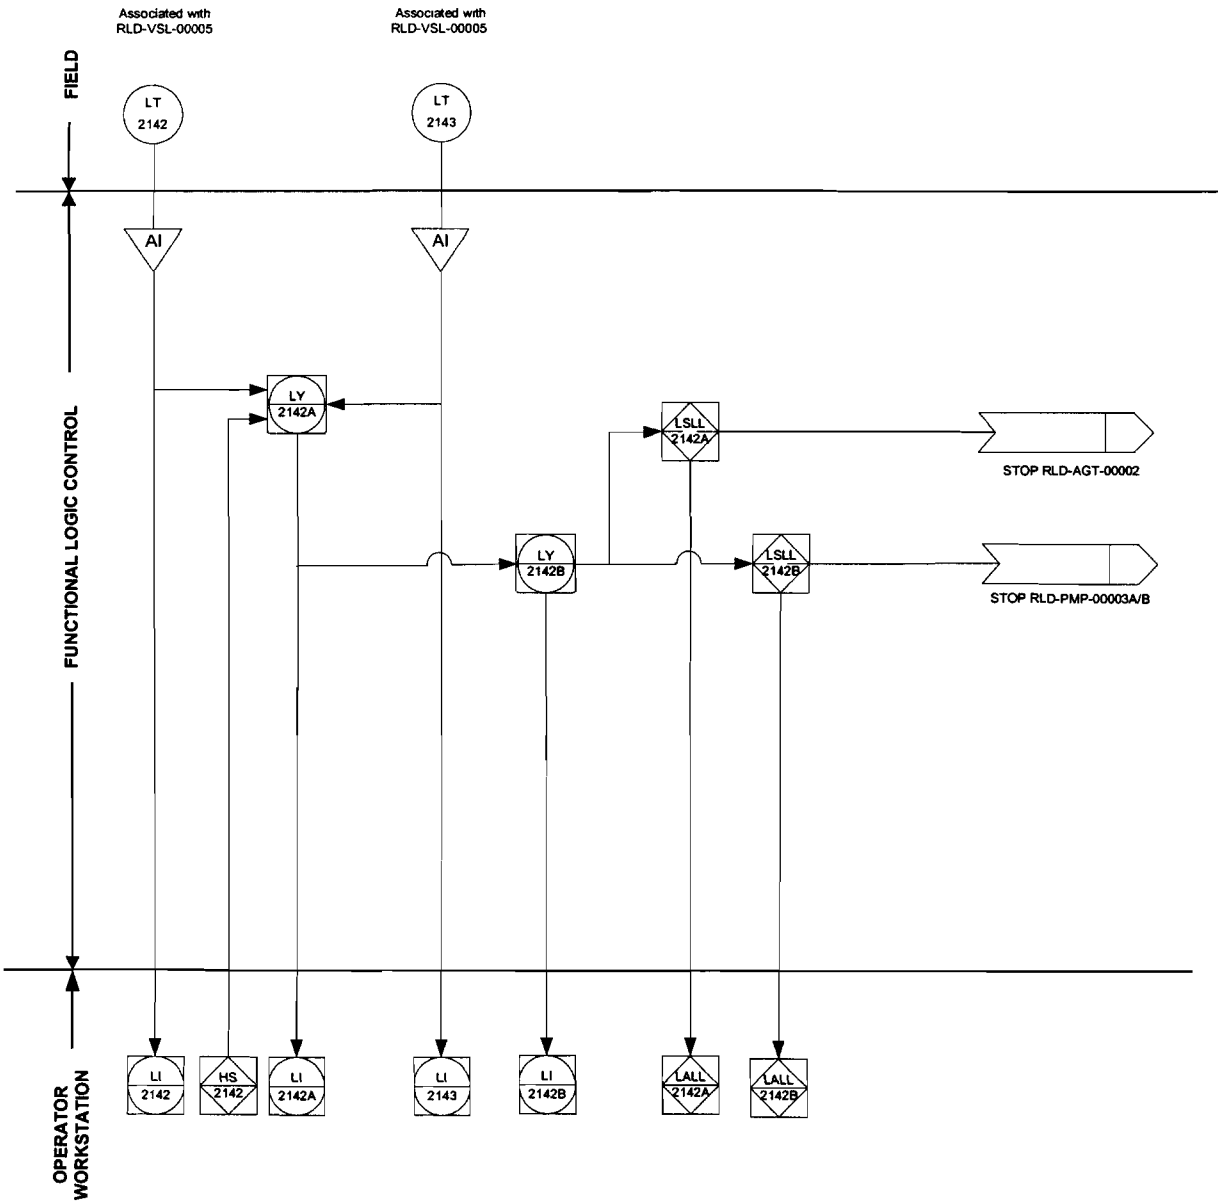 Associated with
RLD-VSL-00005
Associated with
RLD-VSL-00005
FIELD
LT
2142
LT
2143
AI
AI
FUNCTIONAL LOGIC CONTROL
LY
2142A
LSLL
2142A
STOP RLD-AGT-00002
LY
2142B
LSLL
2142B
STOP RLD-PMP-00003A/B
OPERATOR
WORKSTATION
LI
2142
HS
2142
LI
2142A
LI
2143
LI
2142B
LALL
2142A
LALL
2142B